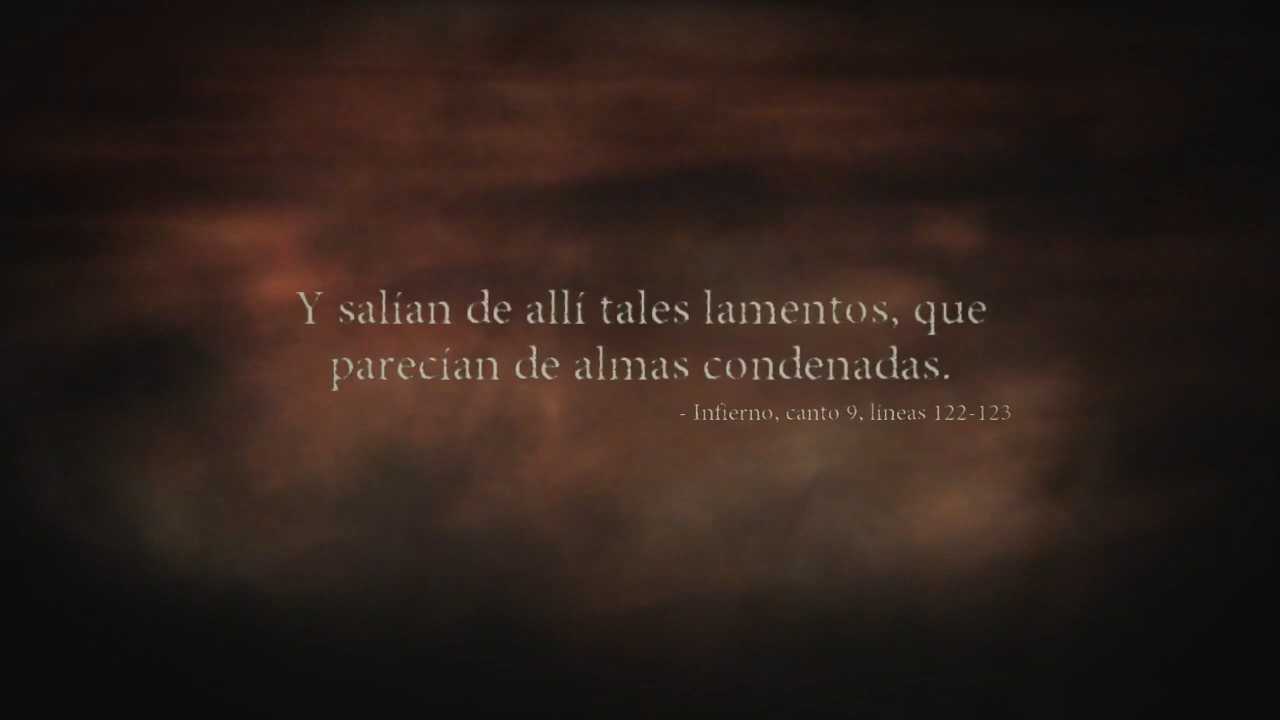 Y salían de allí tales lamentos, que
parecían de almas condenadas.
- Infierno, canto 9, líneas 122-123